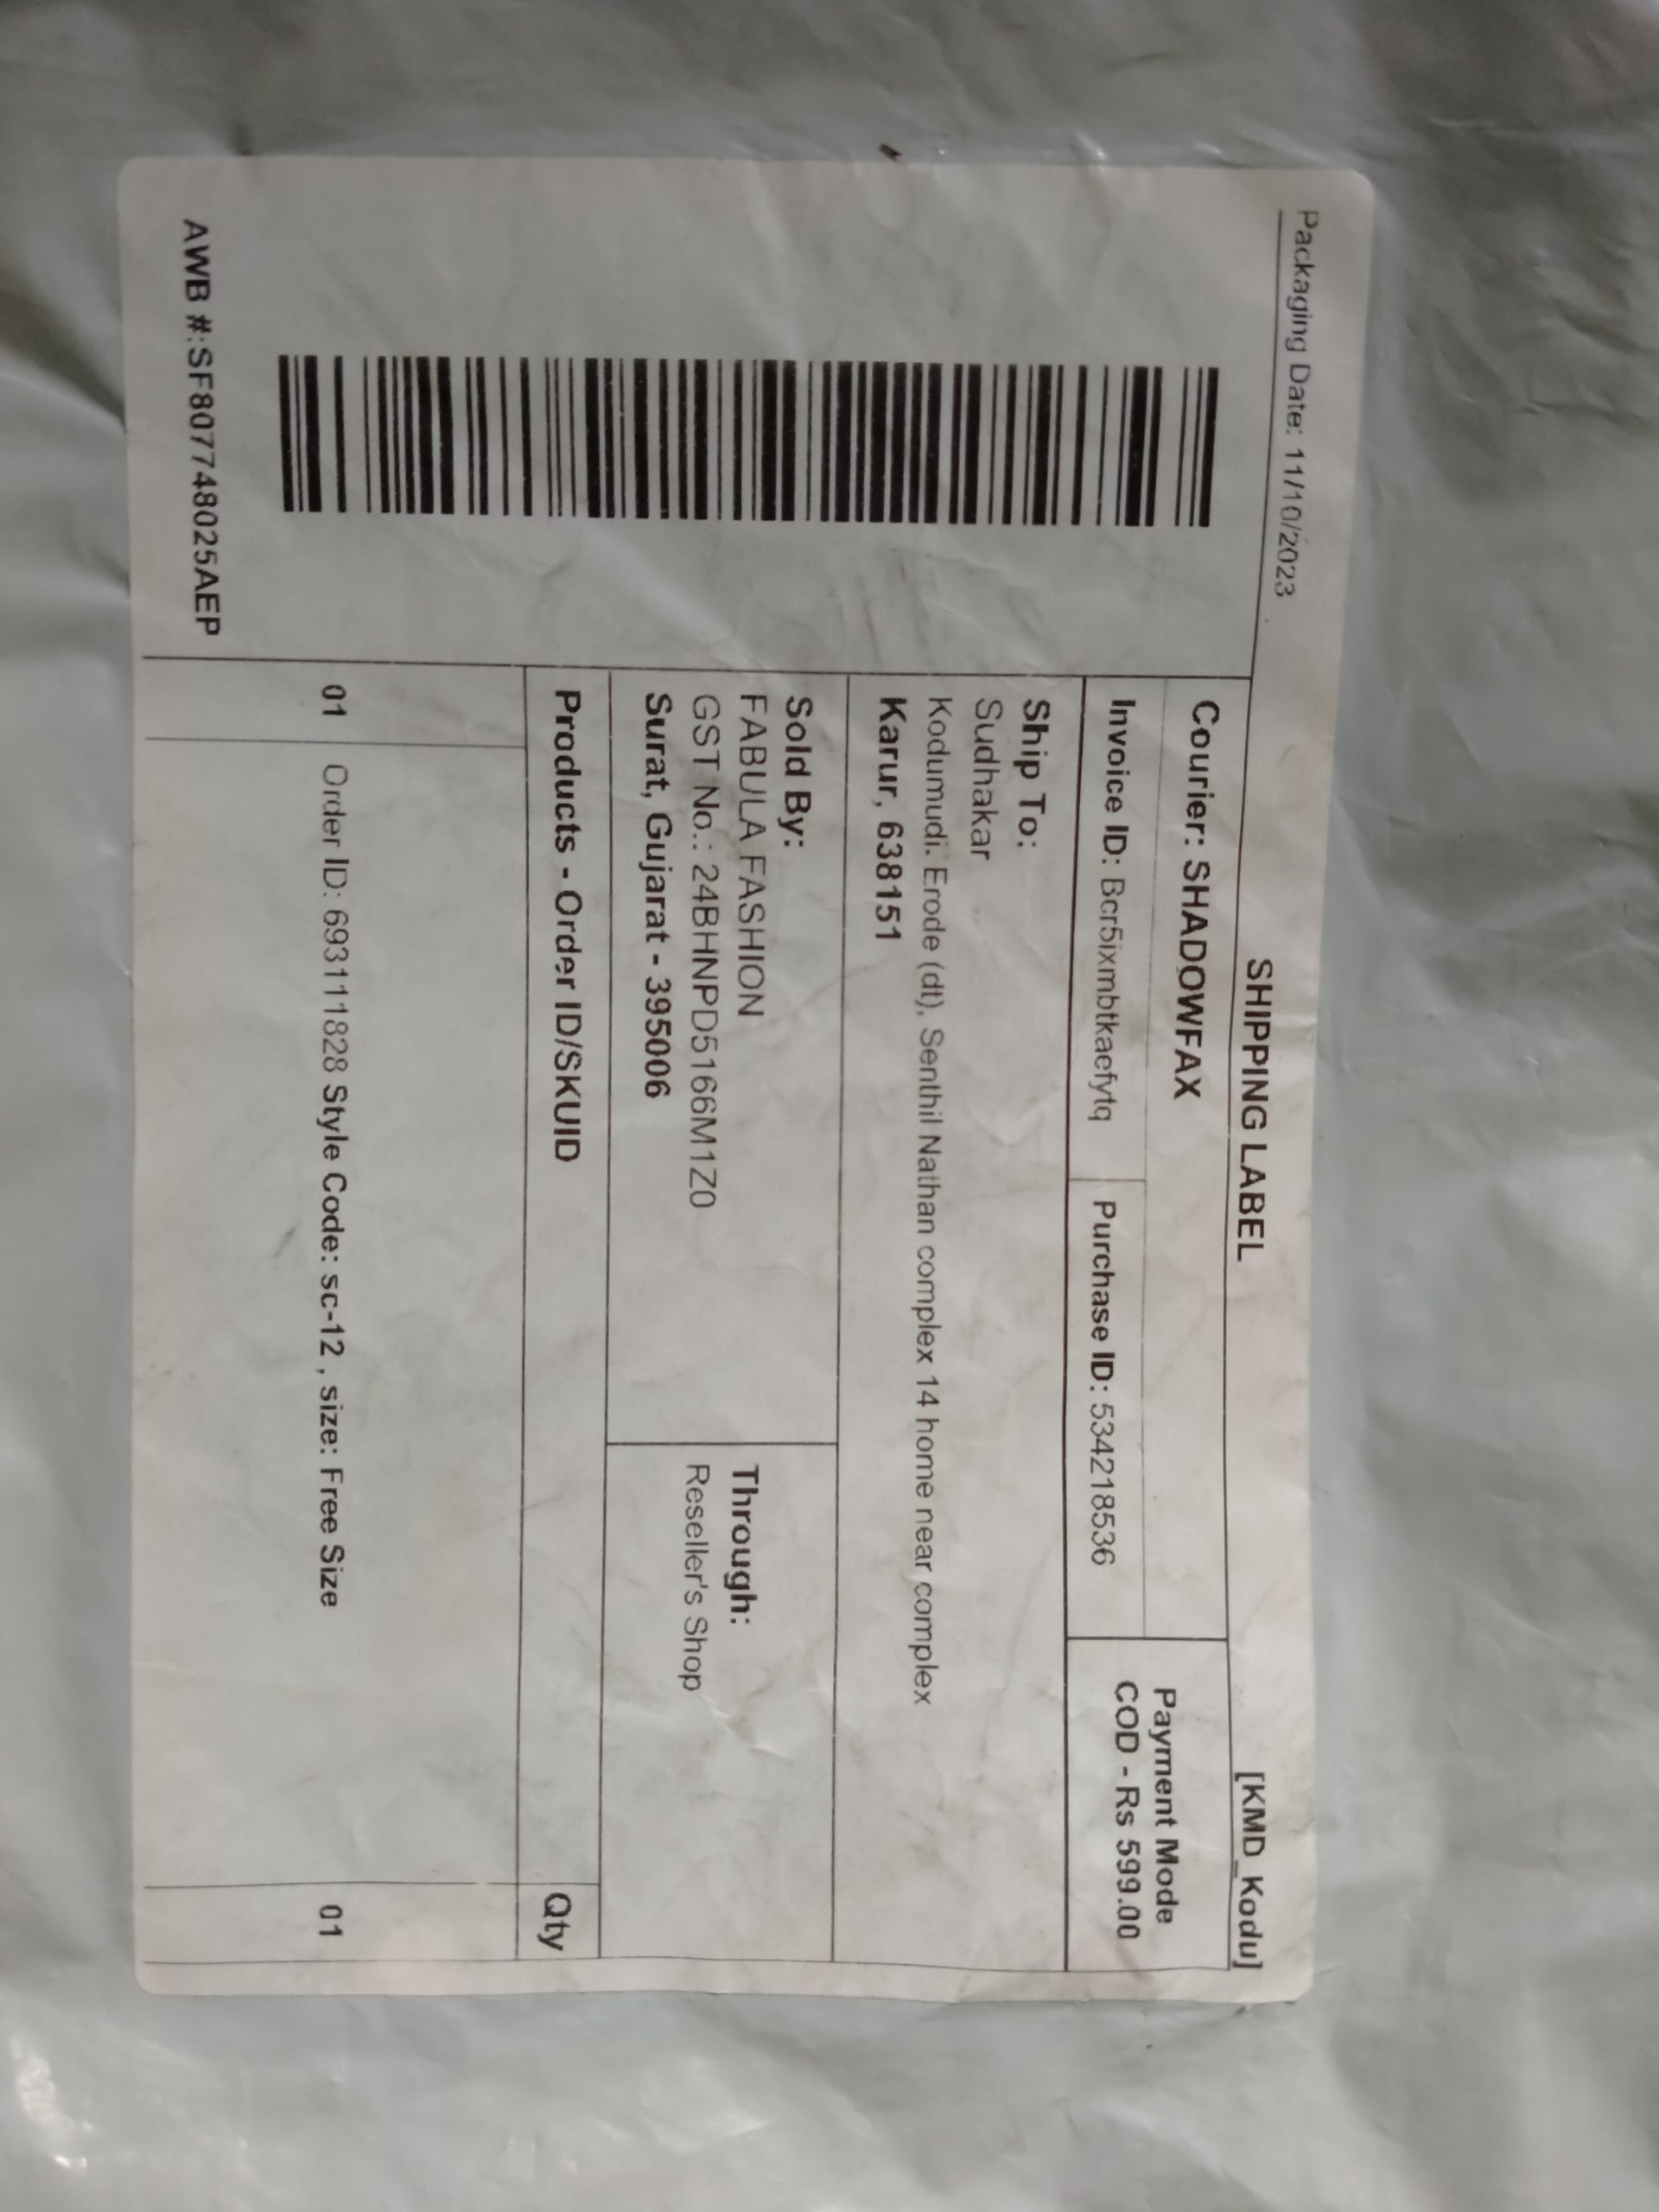 Packaging Date: 11/10/2023
SHIPPING LABEL
[KMD_Kodu]
Courier: SHADOWFAX
Payment Mode
COD - Rs 599.00
Invoice ID: Bcr5ixmbtkaefytq
Purchase ID: 534218536
Ship To:
Sudhakar
Kodumudi. Erode (dt), Senthil Nathan complex 14 home near complex
Karur, 638151
Sold By:
FABULA FASHION
GST No.: 24BHNPD5166M1Z0
Surat, Gujarat - 395006
Through:
Reseller's Shop
Products - Order ID/SKUID
Qty
01 Order ID: 693111828 Style Code: sc-12 , size: Free Size
01
AWB #:SF807748025AEP